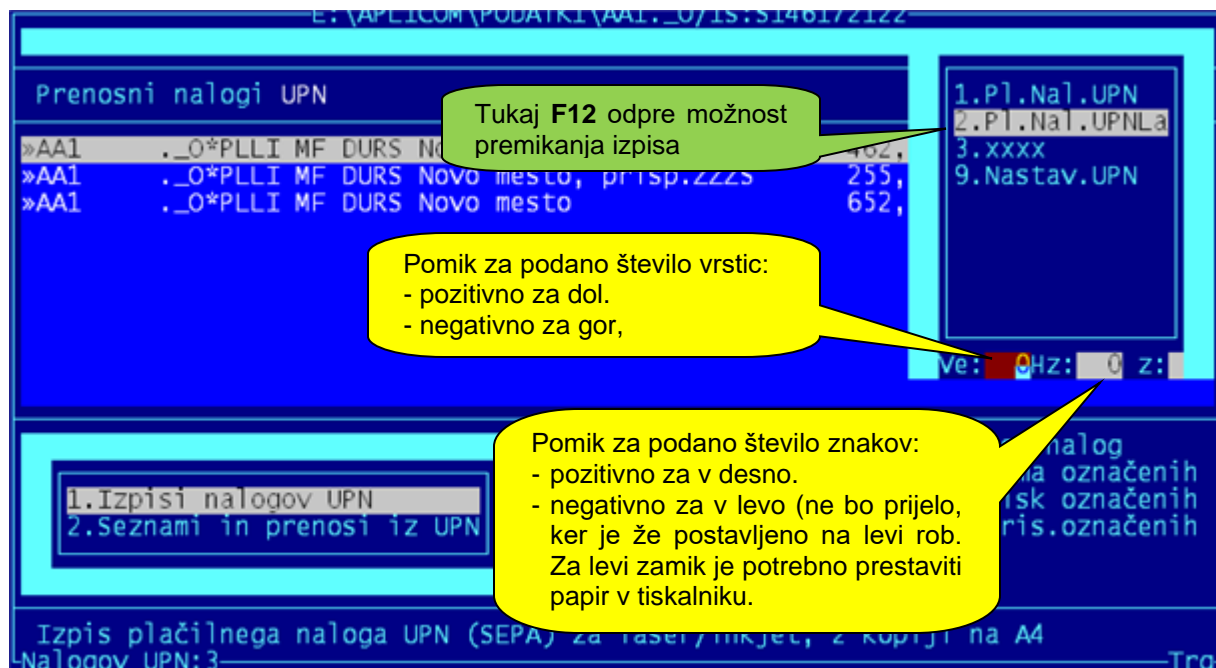 E:\APLICOM\PODATKI\AA1._O/IS:S146172122
Prenosni nalogi UPN
»AA1 ._O*PLLI MF DURS No 462,
»AA1 ._O*PLLI MF DURS Novo mesto, prisp.ZZZS 255,
»AA1 ._O*PLLI MF DURS Novo mesto 652,
Tukaj F12 odpre možnost
premikanja izpisa
1.Pl.Nal.UPN
2.Pl.Nal.UPNLa
3.xxxx
9.Nastav.UPN
Pomik za podano število vrstic:
- pozitivno za dol.
- negativno za gor,
Ve: 0Hz: 0 z:
Pomik za podano število znakov:
- pozitivno za v desno.
- negativno za v levo (ne bo prijelo,
ker je že postavljeno na levi rob.
Za levi zamik je potrebno prestaviti
papir v tiskalniku.
1.Izpisi nalogov UPN
2.Seznami in prenosi iz UPN
nalog
označenih
isk označenih
ris.označenih
Izpis plačilnega naloga UPN (SEPA) za laser/inkjet, 2 kopiji na A4
Nalogov UPN:3
Trg